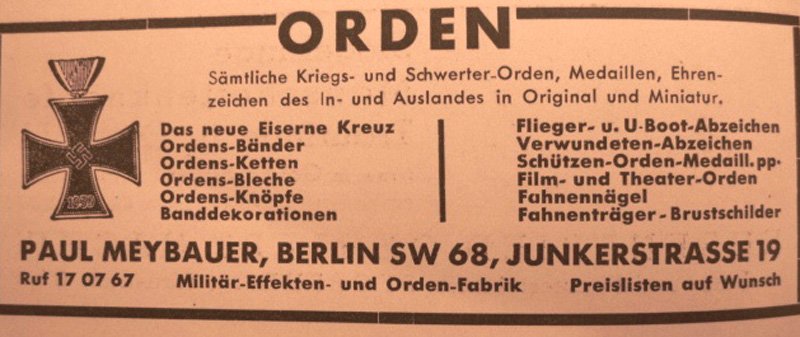 ORDEN
Sämtliche Kriegs- und Schwerter-Orden, Medaillen, Ehren-
zeichen des In- und Auslandes in Original und Miniatur.
Das neue Eiserne Kreuz
Ordens-Bänder
Ordens-Ketten
Ordens-Bleche
Ordens-Knöpfe
Banddekorationen
Flieger- u. U-Boot-Abzeichen
Verwundeten-Abzeichen
Schützen-Orden-Medaill. pp.
Film- und Theater-Orden
Fahnennägel
Fahnenträger-Brustschilder
1939
PAUL MEYBAUER, BERLIN SW 68, JUNKERSTRASSE 19
Ruf 17 07 67 Militär-Effekten- und Orden-Fabrik Preislisten auf Wunsch